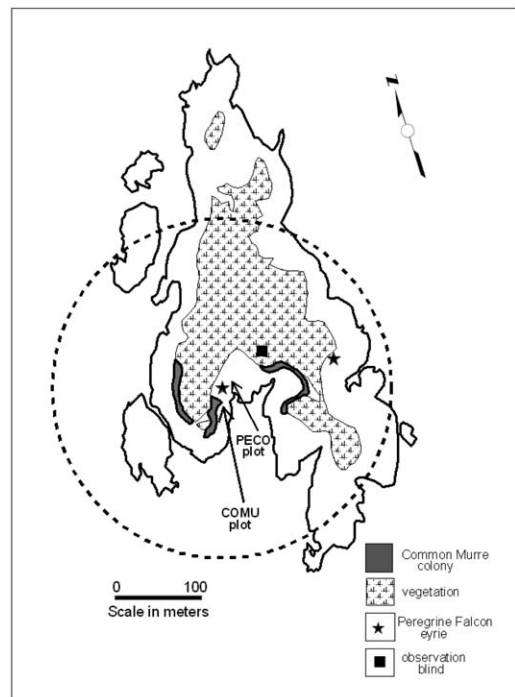 N
PECO
plot
COMU
plot
0 100
Scale in meters
Common Murre
colony
vegetation
Peregrine Falcon
eyrie
observation
blind